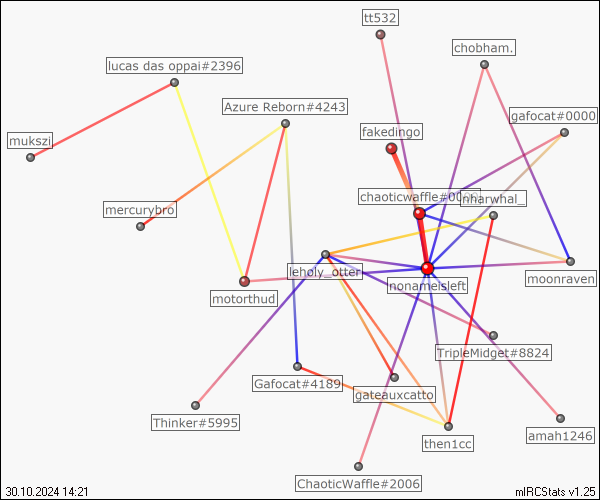 tt532
chobham.
lucas das oppai#2396
Azure Reborn#4243
gafocat#0000
fakedingo
mukszi
chaoticwaffle#0000
nnarwhal_
mercurybro
leholy_otter
nonameisleft
moonraven
motorthud
TripleMidget#8824
Gafocat#4189
gateauxcatto
Thinker#5995
then1cc
amah1246
ChaoticWaffle#2006
30.10.2024 14:21
mIRCStats v1.25